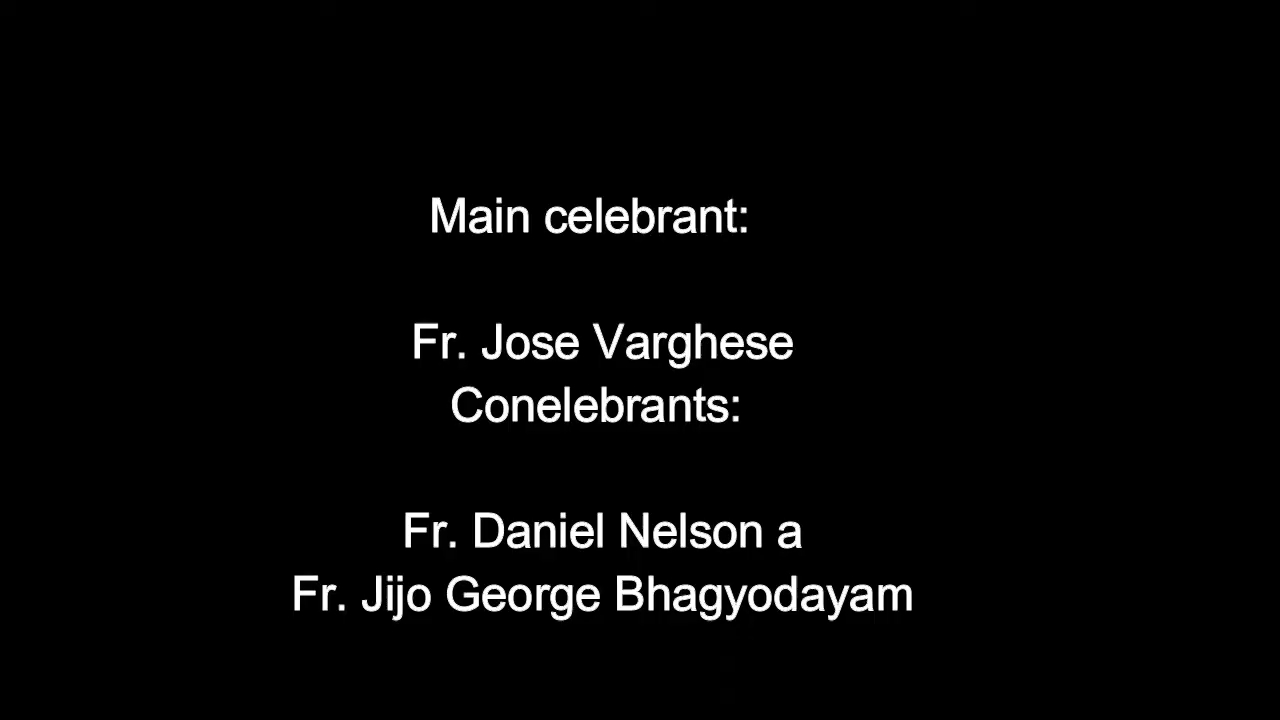 Main celebrant:
Fr. Jose Varghese
Conelebrants:
Fr. Daniel Nelson a
Fr. Jijo George Bhagyodayam